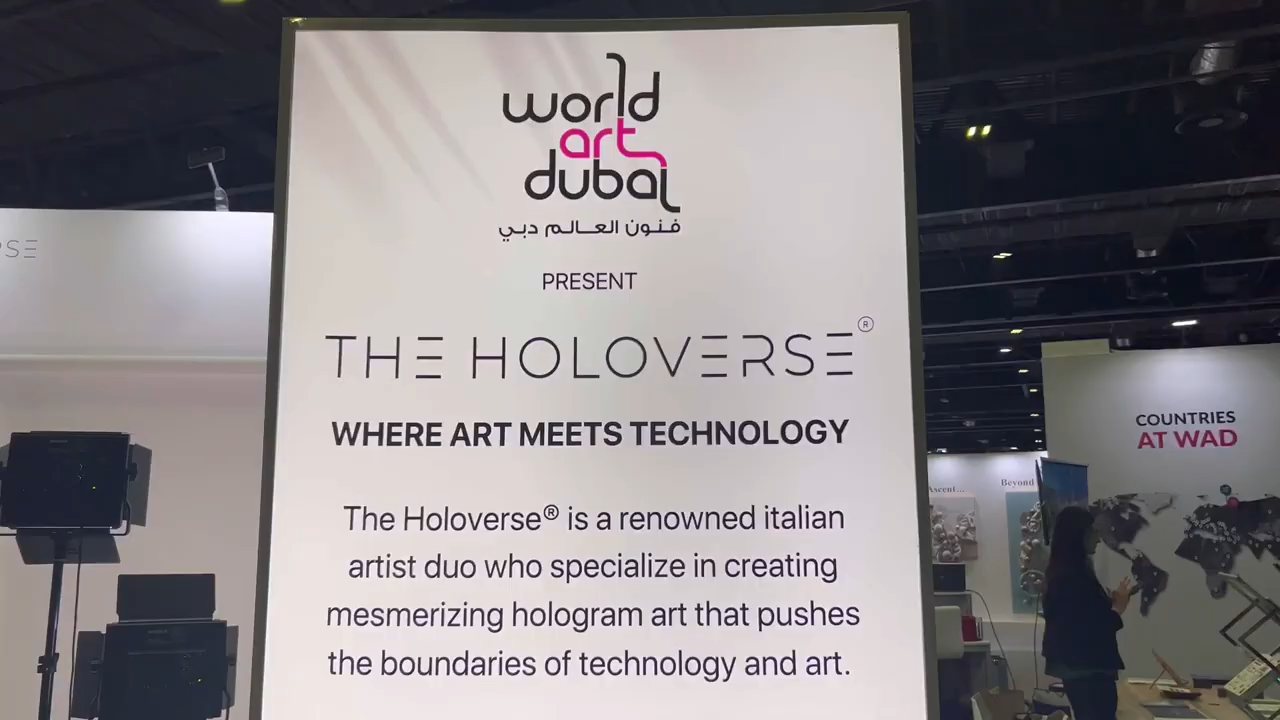 world
art
dubai
فنون العالم دبي
PRESENT
THE HOLOVERSE®
WHERE ART MEETS TECHNOLOGY
The Holoverse® is a renowned italian
artist duo who specialize in creating
mesmerizing hologram art that pushes
the boundaries of technology and art.
COUNTRIES
AT WAD
Ascent...
Beyond